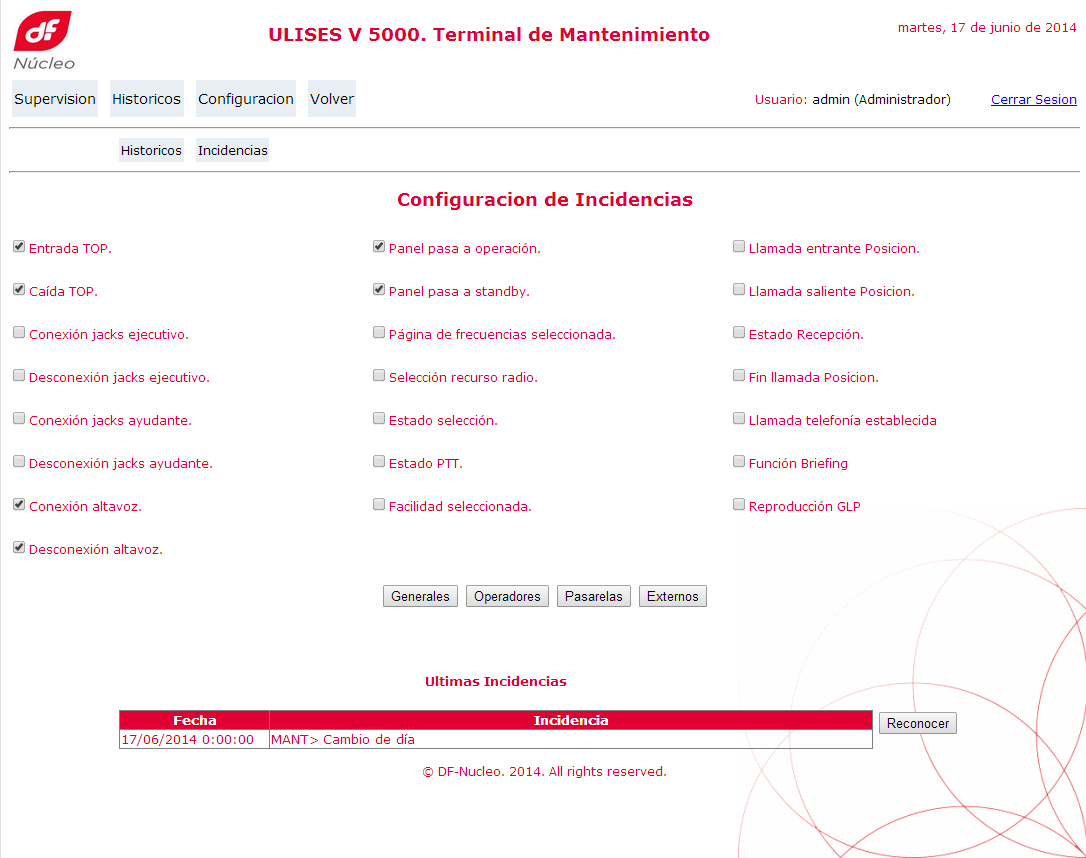 df
Núcleo
ULISES V 5000. Terminal de Mantenimiento
martes, 17 de junio de 2014
Supervision Historicos Configuracion Volver
Usuario: admin (Administrador) Cerrar Sesion
Historicos Incidencias
Configuracion de Incidencias
Entrada TOP. Panel pasa a operación. Llamada entrante Posicion.
Caída TOP. Panel pasa a standby. Llamada saliente Posicion.
Conexión jacks ejecutivo. Página de frecuencias seleccionada. Estado Recepción.
Desconexión jacks ejecutivo. Selección recurso radio. Fin llamada Posicion.
Conexión jacks ayudante. Estado selección. Llamada telefonía establecida
Desconexión jacks ayudante. Estado PTT. Función Briefing
Conexión altavoz. Facilidad seleccionada. Reproducción GLP
Desconexión altavoz.
Generales Operadores Pasarelas Externos
Ultimas Incidencias
Fecha Incidencia
Reconocer
17/06/2014 0:00:00 MANT> Cambio de día
© DF-Nucleo. 2014. All rights reserved.